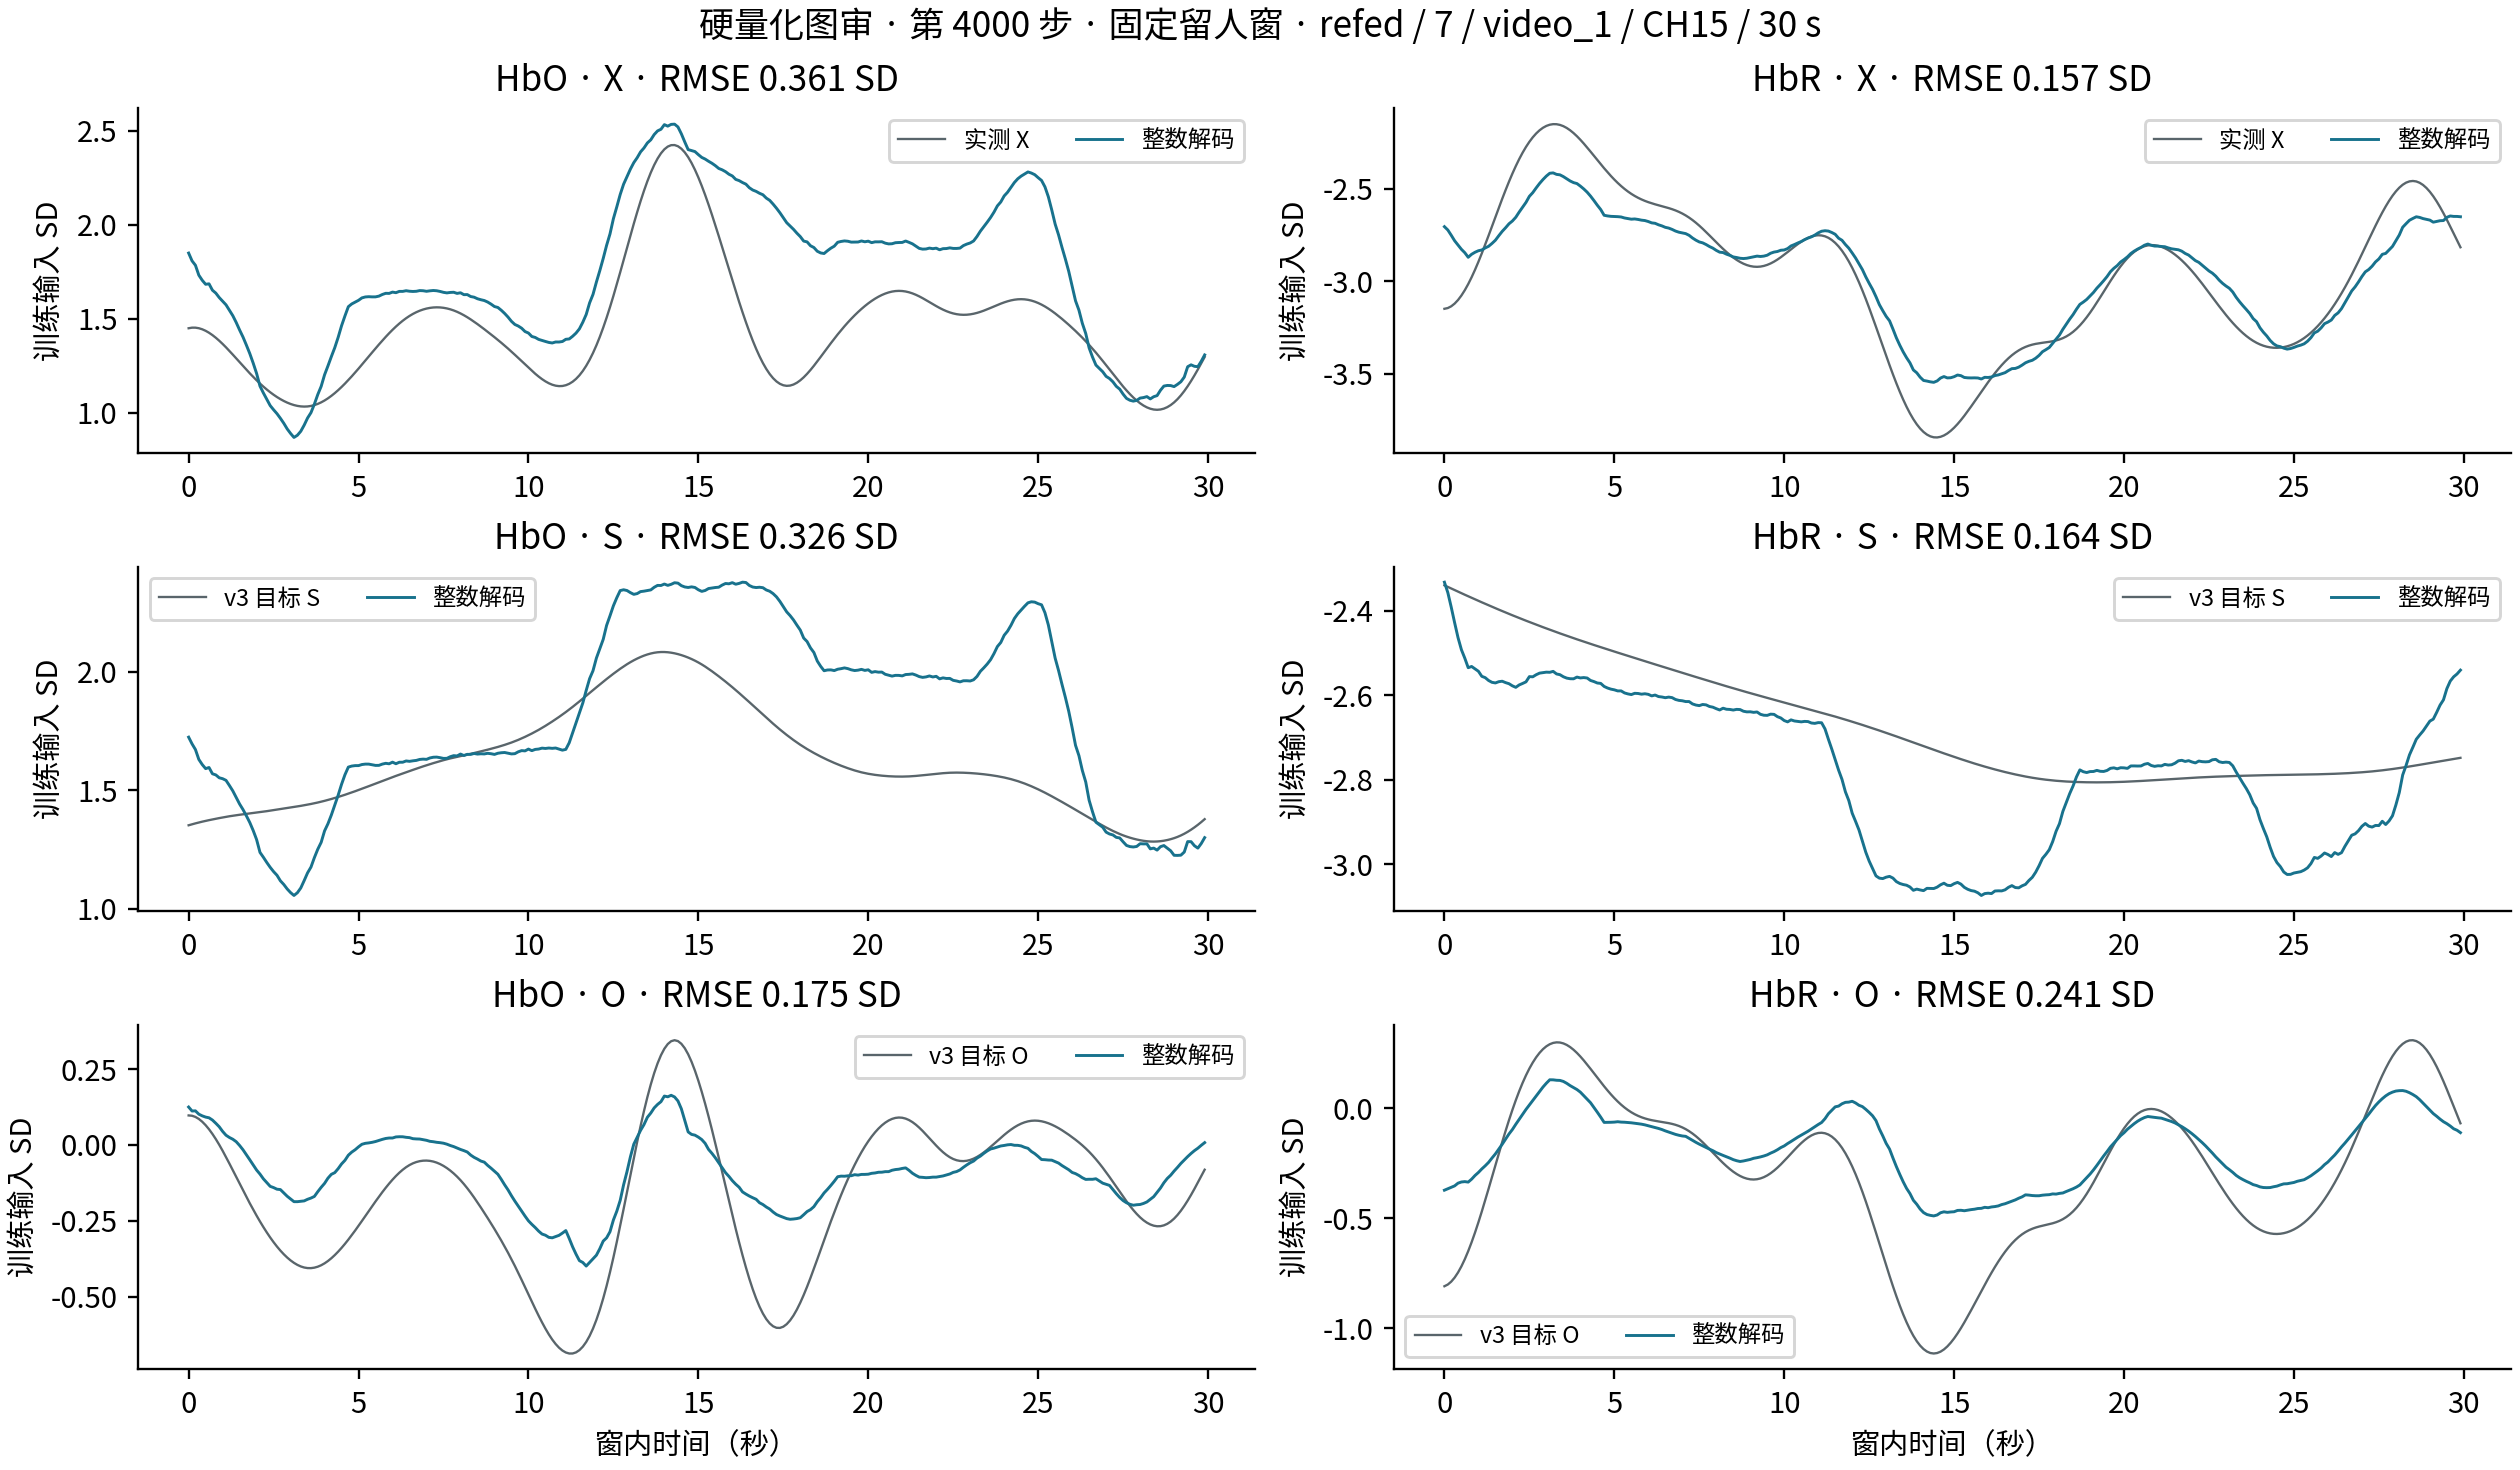 硬量化图审 · 第 4000 步 · 固定留人窗 · refed / 7 / video_1 / CH15 / 30 s
HbO · X · RMSE 0.361 SD
训练输入 SD
2.5
2.0
1.5
1.0
实测 X
整数解码
0 5 10 15 20 25 30
HbR · X · RMSE 0.157 SD
训练输入 SD
-2.5
-3.0
-3.5
实测 X
整数解码
0 5 10 15 20 25 30
HbO · S · RMSE 0.326 SD
训练输入 SD
2.0
1.5
1.0
v3 目标 S
整数解码
0 5 10 15 20 25 30
HbR · S · RMSE 0.164 SD
训练输入 SD
-2.4
-2.6
-2.8
-3.0
v3 目标 S
整数解码
0 5 10 15 20 25 30
HbO · O · RMSE 0.175 SD
训练输入 SD
0.25
0.00
-0.25
-0.50
v3 目标 O
整数解码
0 5 10 15 20 25 30
窗内时间（秒）
HbR · O · RMSE 0.241 SD
训练输入 SD
0.0
-0.5
-1.0
v3 目标 O
整数解码
0 5 10 15 20 25 30
窗内时间（秒）